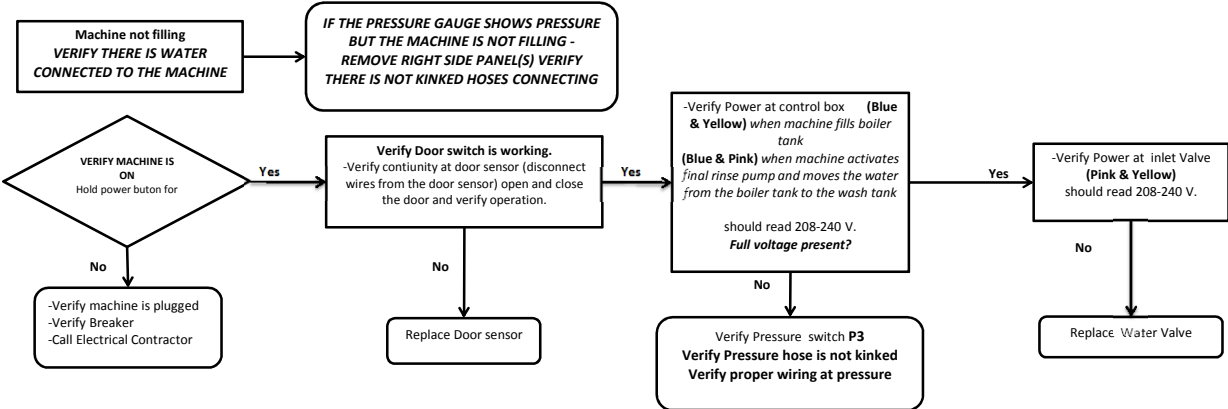 Machine not filling
VERIFY THERE IS WATER
CONNECTED TO THE MACHINE
IF THE PRESSURE GAUGE SHOWS PRESSURE
BUT THE MACHINE IS NOT FILLING -
REMOVE RIGHT SIDE PANEL(S) VERIFY
THERE IS NOT KINKED HOSES CONNECTING
VERIFY MACHINE IS
ON
Hold power buton for
Yes
No
-Verify machine is plugged
-Verify Breaker
-Call Electrical Contractor
Verify Door switch is working.
-Verify contiunity at door sensor (disconnect
wires from the door sensor) open and close
the door and verify operation.
Yes
No
Replace Door sensor
-Verify Power at control box (Blue
& Yellow) when machine fills boiler
tank
(Blue & Pink) when machine activates
final rinse pump and moves the water
from the boiler tank to the wash tank
should read 208-240 V.
Full voltage present?
Yes
No
Verify Pressure switch P3
Verify Pressure hose is not kinked
Verify proper wiring at pressure
-Verify Power at inlet Valve
(Pink & Yellow)
should read 208-240 V.
No
Replace Water Valve